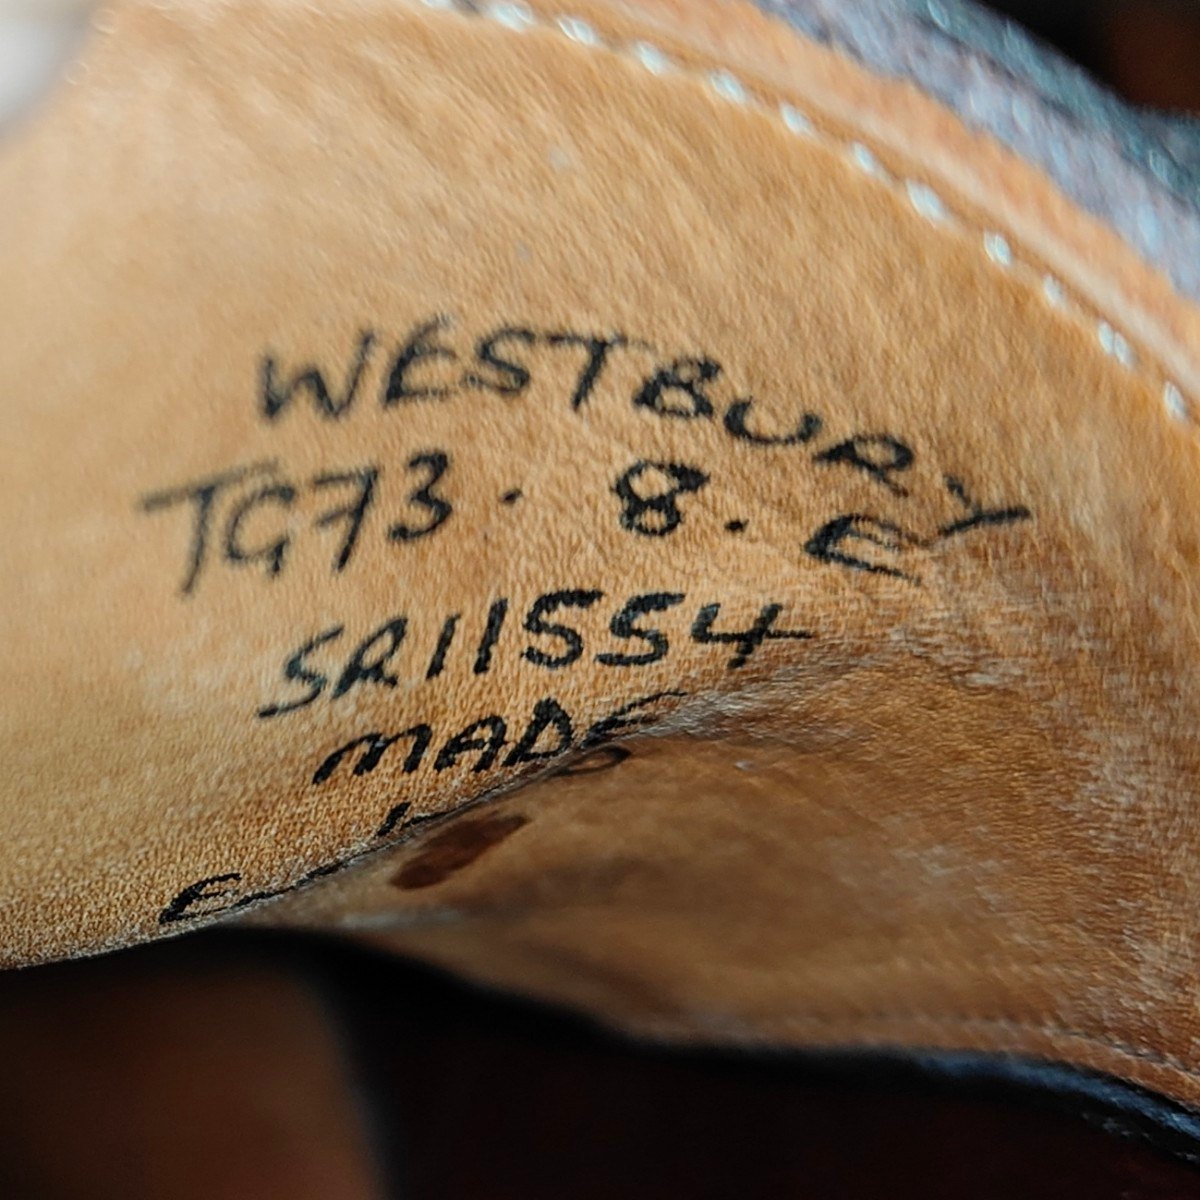 WESTBURY
TG73. 8. E
SR11554
MADE